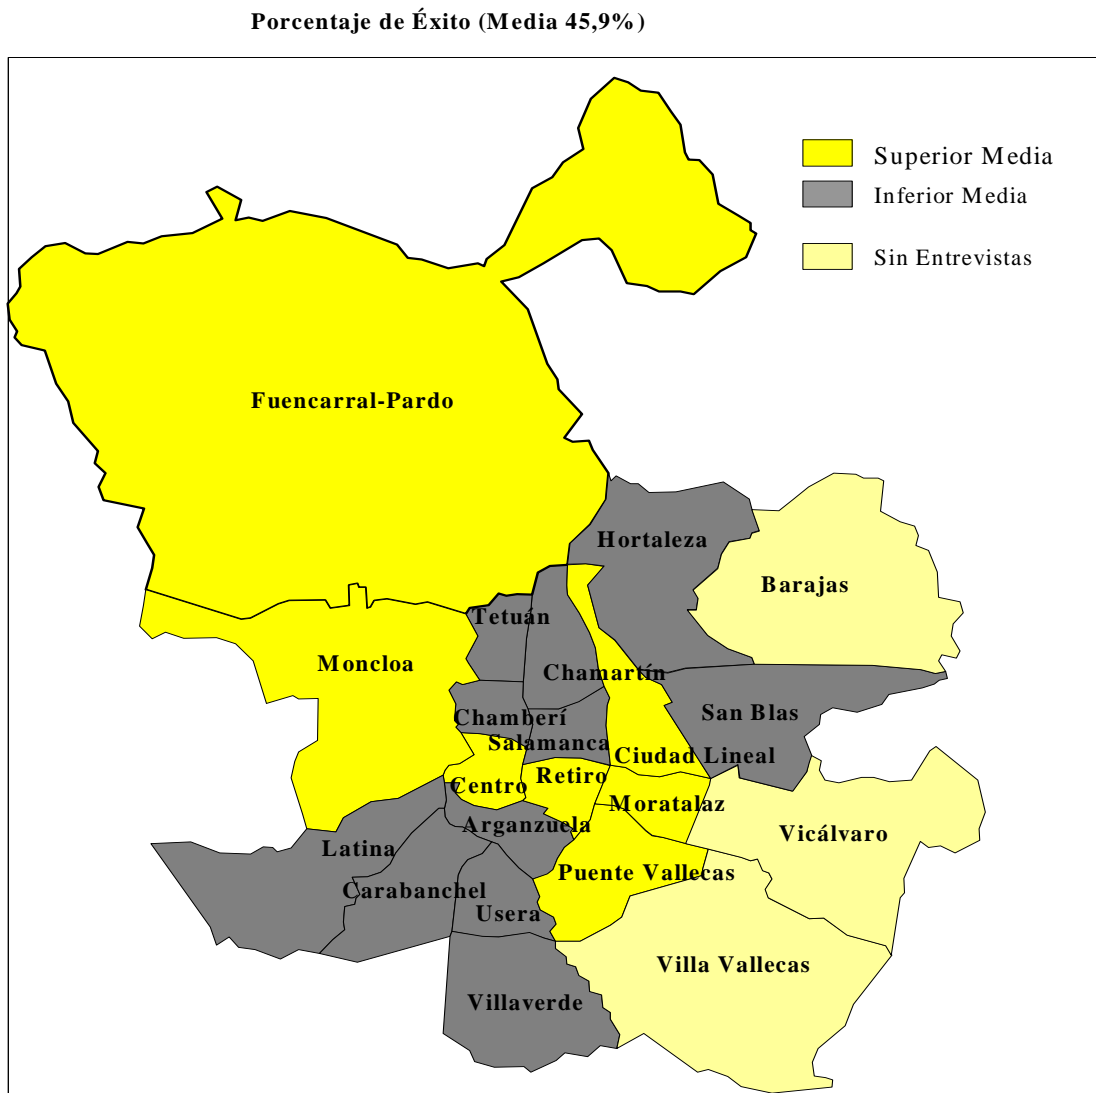 Porcentaje de Éxito (Media 45,9%)
Superior Media
Inferior Media
Sin Entrevistas
Fuencarral-Pardo
Hortaleza
Barajas
Tetuán
Moncloa
Chamartín
San Blas
Chamberí
Salamanca
Ciudad Lineal
Retiro
Centro
Moratalaz
Arganzuela
Vicálvaro
Latina
Puente Vallecas
Carabanchel
Usera
Villa Vallecas
Villaverde